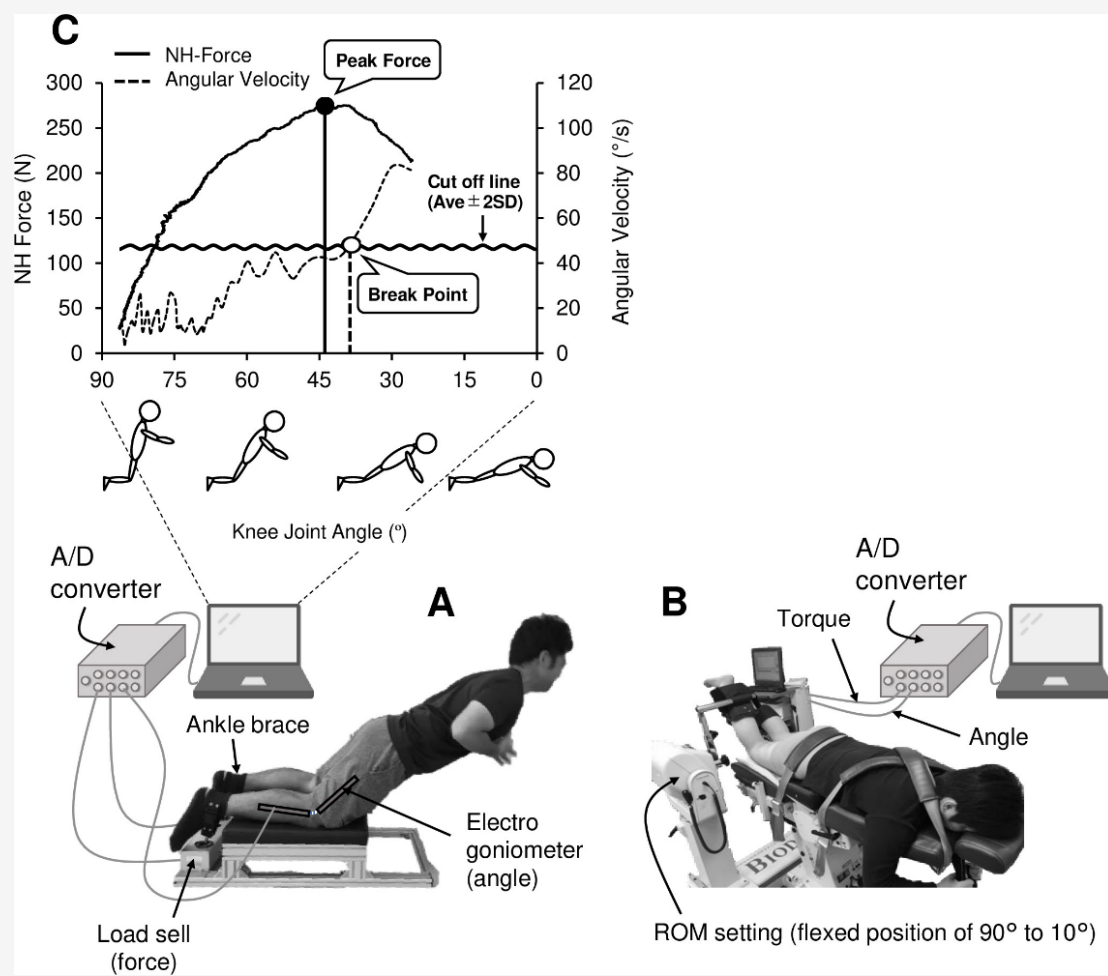 C
NH-Force
Angular Velocity
Peak Force
300
250
200
150
100
50
0
NH Force (N)
120
100
80
60
40
20
0
Angular Velocity (°/s)
Cut off line
(Ave ± 2SD)
Break Point
90 75 60 45 30 15 0
Knee Joint Angle (°)
A/D
converter
A
Ankle brace
Electro
goniometer
(angle)
Load sell
(force)
B
A/D
converter
Torque
Angle
BIOD
ROM setting (flexed position of 90° to 10°)